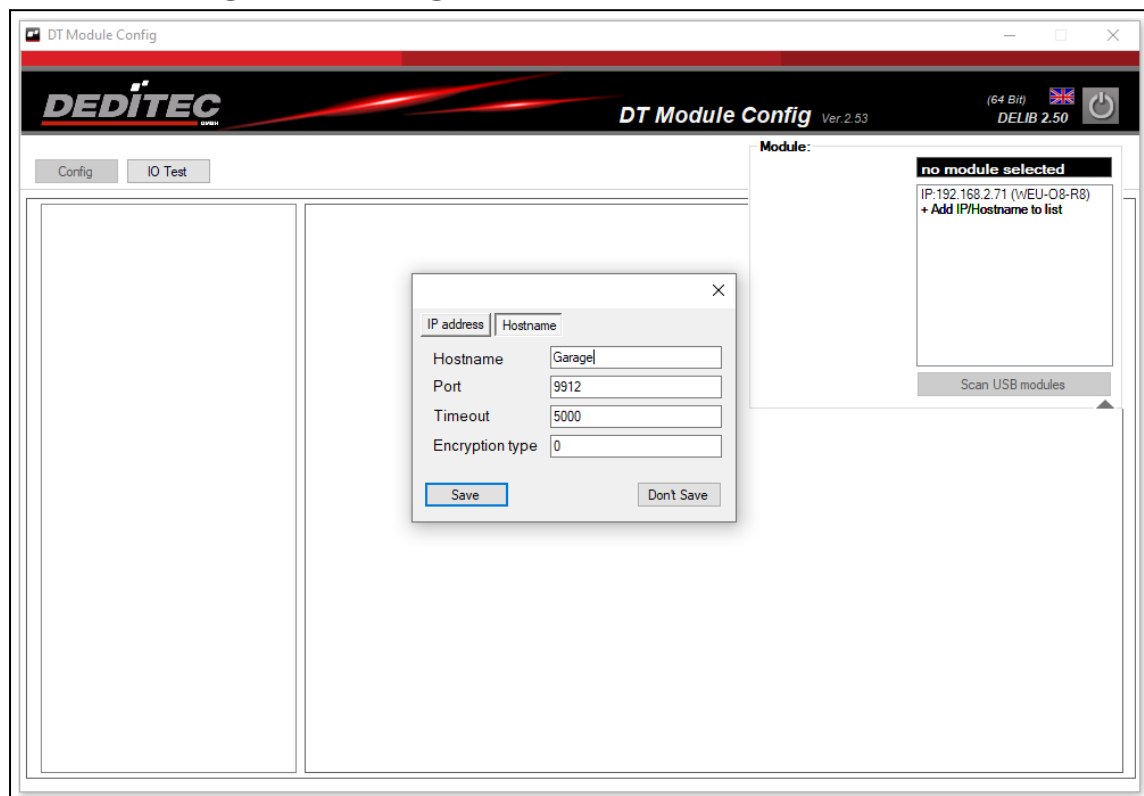 DT Module Config
DEDITEC
GMBH
DT Module Config Ver.2.53
(64 Bit)
DELIB 2.50
Config
IO Test
Module:
no module selected
IP:192.168.2.71 (WEU-O8-R8)
+ Add IP/Hostname to list
Scan USB modules
IP address
Hostname
Hostname Garage
Port 9912
Timeout 5000
Encryption type 0
Save
Don't Save